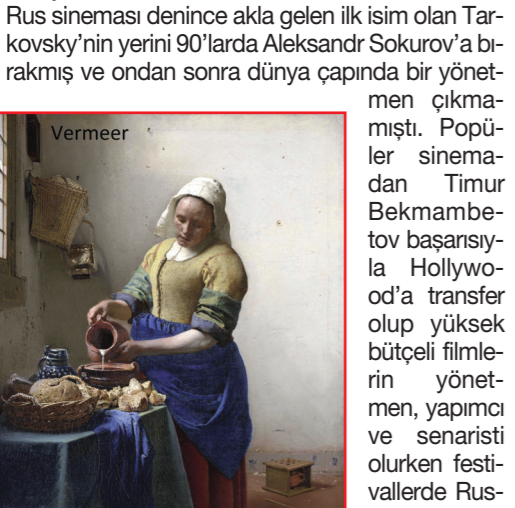 Rus sineması denince akla gelen ilk isim olan Tar-
kovsky’nin yerini 90’larda Aleksandr Sokurov’a bı-
rakmış ve ondan sonra dünya çapında bir yönet-
men çıkma-
mıştı. Popü-
ler sinema-
dan Timur
Bekmambe-
tov başarısıy-
la Hollywo-
od’a transfer
olup yüksek
bütçeli filmle-
rin yönet-
men, yapımcı
ve senaristi
olurken festi-
vallerde Rus-
Vermeer